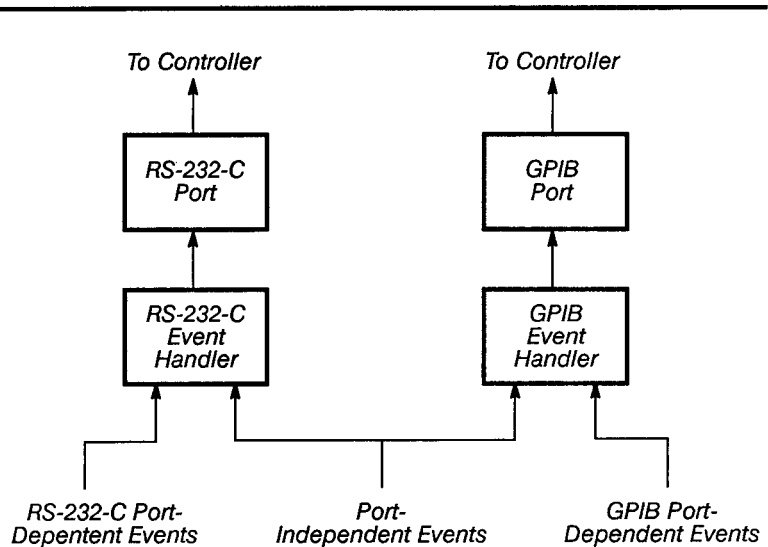 To Controller
To Controller
RS-232-C
Port
GPIB
Port
RS-232-C
Event
Handler
GPIB
Event
Handler
RS-232-C Port-
Depentent Events
Port-
Independent Events
GPIB Port-
Dependent Events